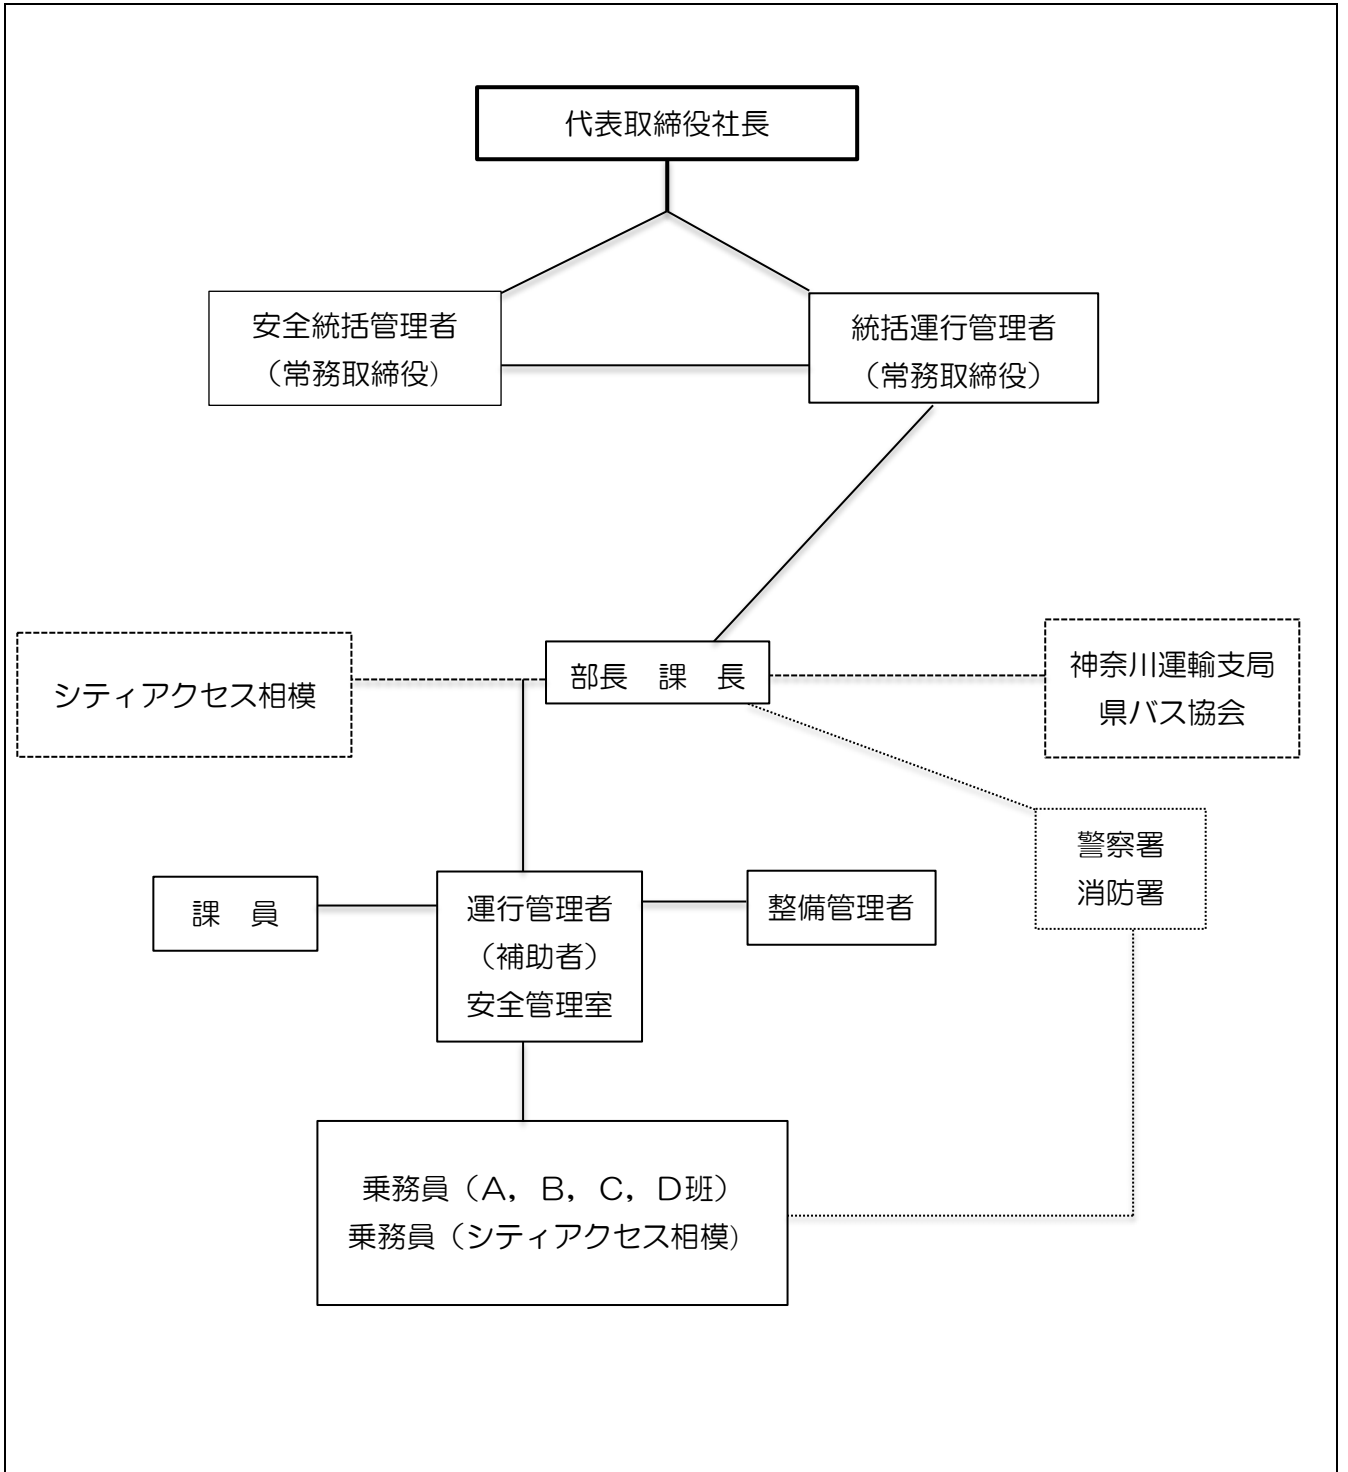 代表取締役社長
安全統括管理者
（常務取締役）
統括運行管理者
（常務取締役）
シティアクセス相模
部長　課　長
神奈川運輸支局
県バス協会
警察署
消防署
課　員
運行管理者
（補助者）
安全管理室
整備管理者
乗務員（A，B，C，D班）
乗務員（シティアクセス相模）